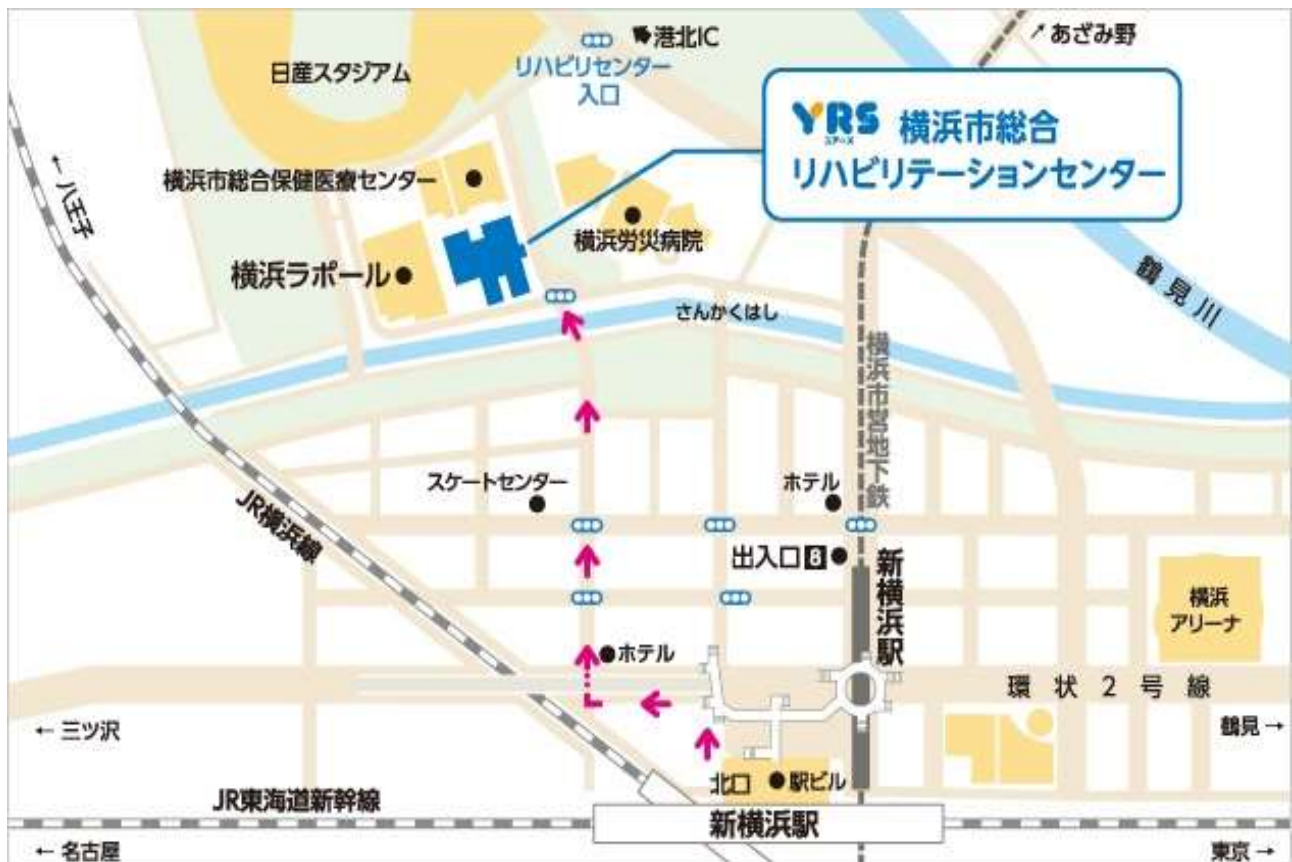 港北IC
あざみ野
日産スタジアム
リハビリセンター
入口
YRS 横浜市総合
ユアーズ
リハビリテーションセンター
八王子
横浜市総合保健医療センター
横浜労災病院
横浜ラポール
鶴見川
さんかくはし
横浜市営地下鉄
スケートセンター
ホテル
JR横浜線
出入口8
新横浜駅
横浜
アリーナ
ホテル
環状2号線
← 三ツ沢
鶴見 →
北口
駅ビル
JR東海道新幹線
新横浜駅
← 名古屋
東京 →